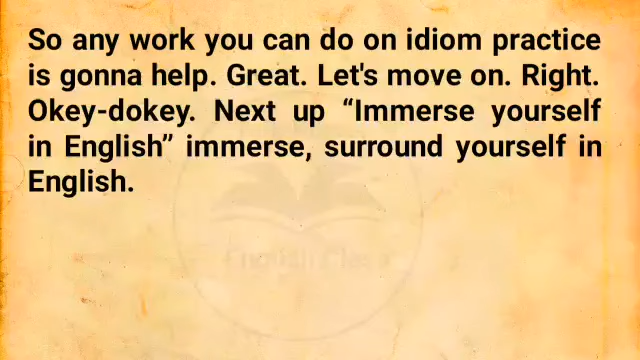 So any work you can do on idiom practice
is gonna help. Great. Let's move on. Right.
Okey-dokey. Next up “Immerse yourself
in English” immerse, surround yourself in
English.